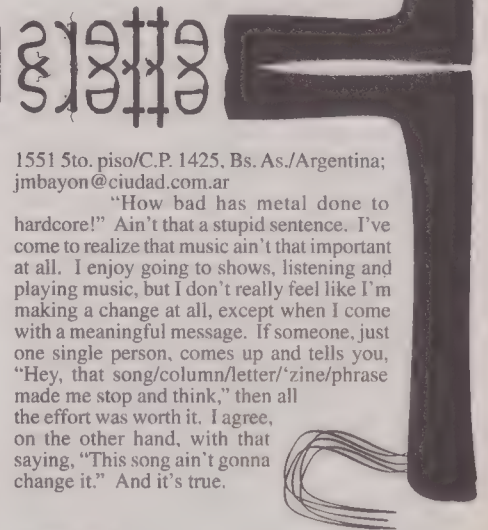 1551 5to. piso/C.P. 1425, Bs. As./Argentina;
jmbayon@ciudad.com.ar
"How bad has metal done to
hardcore!" Ain't that a stupid sentence. I've
come to realize that music ain't that important
at all. I enjoy going to shows, listening and
playing music, but I don't really feel like I'm
making a change at all, except when I come
with a meaningful message. If someone, just
one single person, comes up and tells you,
"Hey, that song/column/letter/'zine/phrase
made me stop and think," then all
the effort was worth it. I agree,
on the other hand, with that
saying, "This song ain't gonna
change it." And it's true.